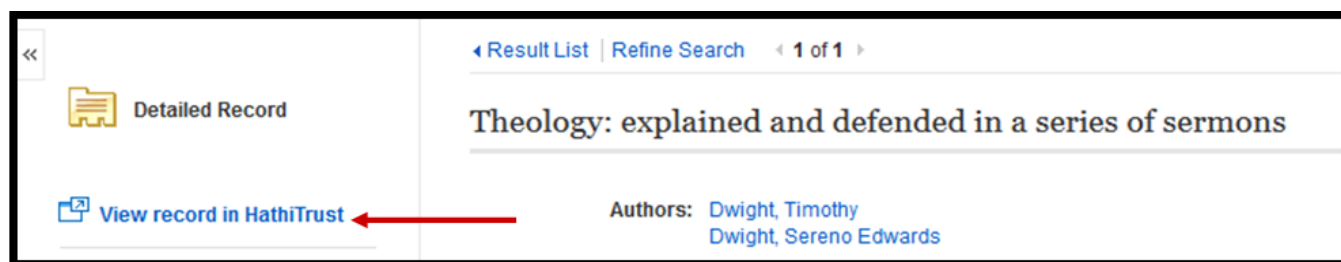 «
Detailed Record
View record in HathiTrust
Result List | Refine Search 1 of 1
Theology: explained and defended in a series of sermons
Authors: Dwight, Timothy
Dwight, Sereno Edwards